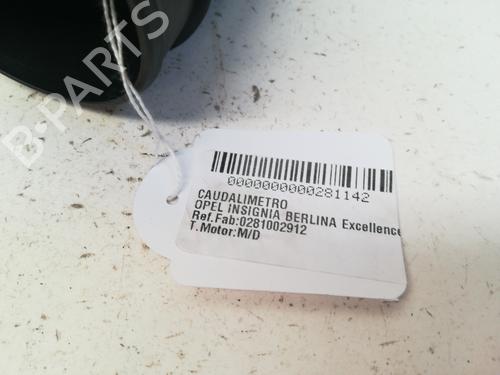 B-PARTS
0000000000281142
CAUDALIMETRO
OPEL INSIGNIA BERLINA Excellence
Ref.Fab:0281002912
T.Motor:M/D